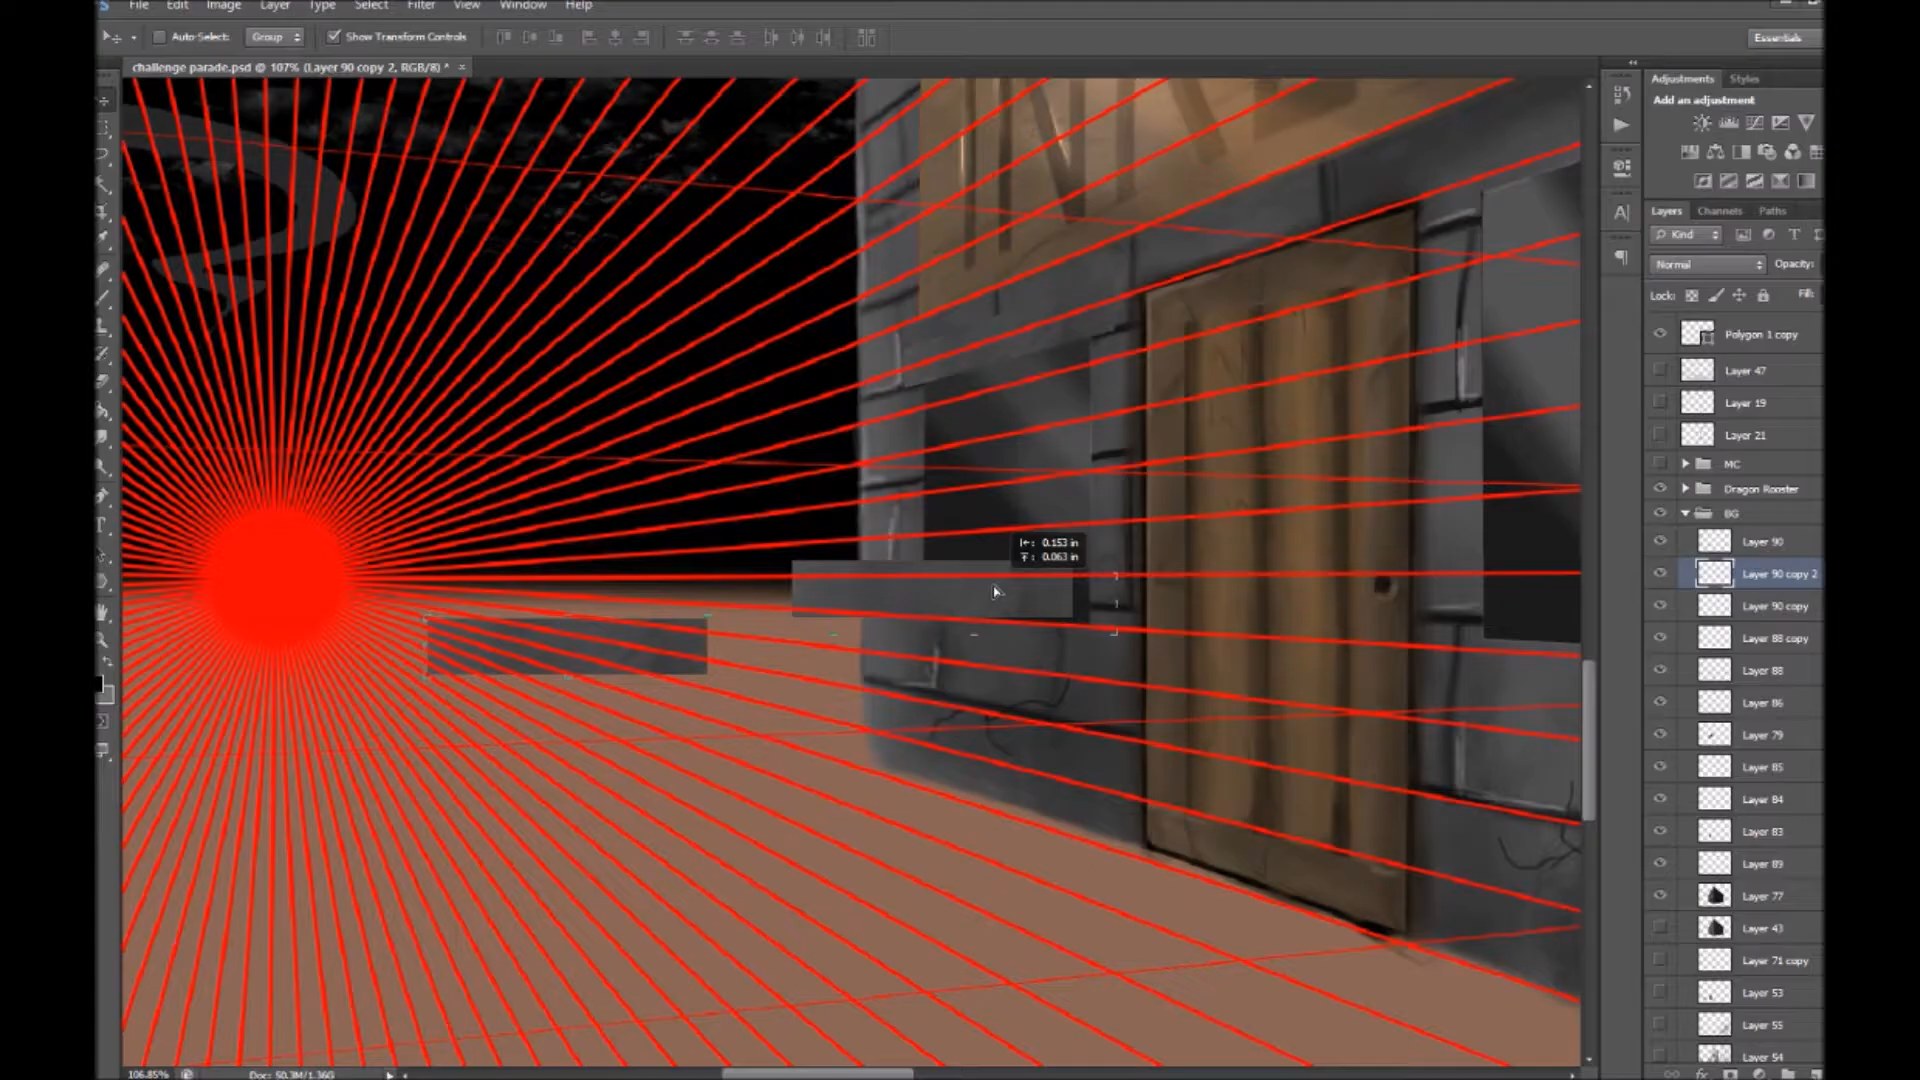 File Edit Image Layer Type Select Filter View Window Help
Auto-Select: Group Show Transform Controls Essentials
challenge parade.psd @ 107% (Layer 90 copy 2, RGB/8) *
Adjustments Styles
Add an adjustment
Layers Channels Paths
Kind
Normal Opacity:
Lock: Fill:
Polygon 1 copy
Layer 47
Layer 19
Layer 21
MC
Dragon Rooster
BG
Layer 90
Layer 90 copy 2
Layer 90 copy
Layer 88 copy
Layer 88
Layer 86
Layer 79
Layer 85
Layer 84
Layer 83
Layer 89
Layer 77
Layer 43
Layer 71 copy
Layer 53
Layer 55
Layer 54
0.153 in
0.063 in
106.85% Doc: 50.3M/1.36G